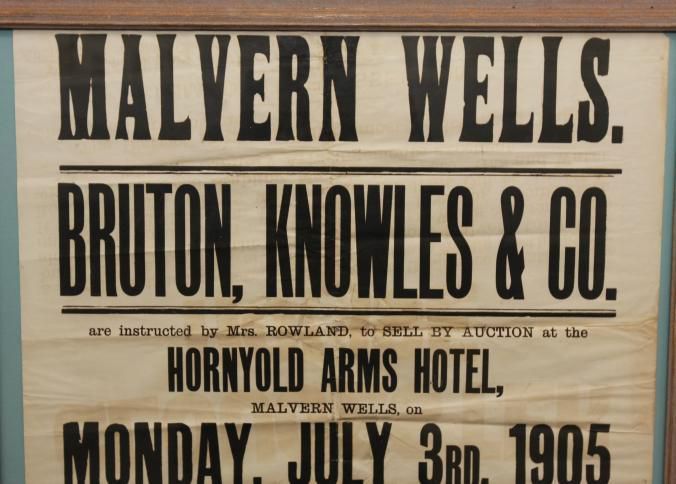 MALVERN WELLS.
BRUTON, KNOWLES & CO.
are instructed by Mrs. ROWLAND, to SELL BY AUCTION at the
HORNYOLD ARMS HOTEL,
MALVERN WELLS, on
MONDAY, JULY 3RD, 1905